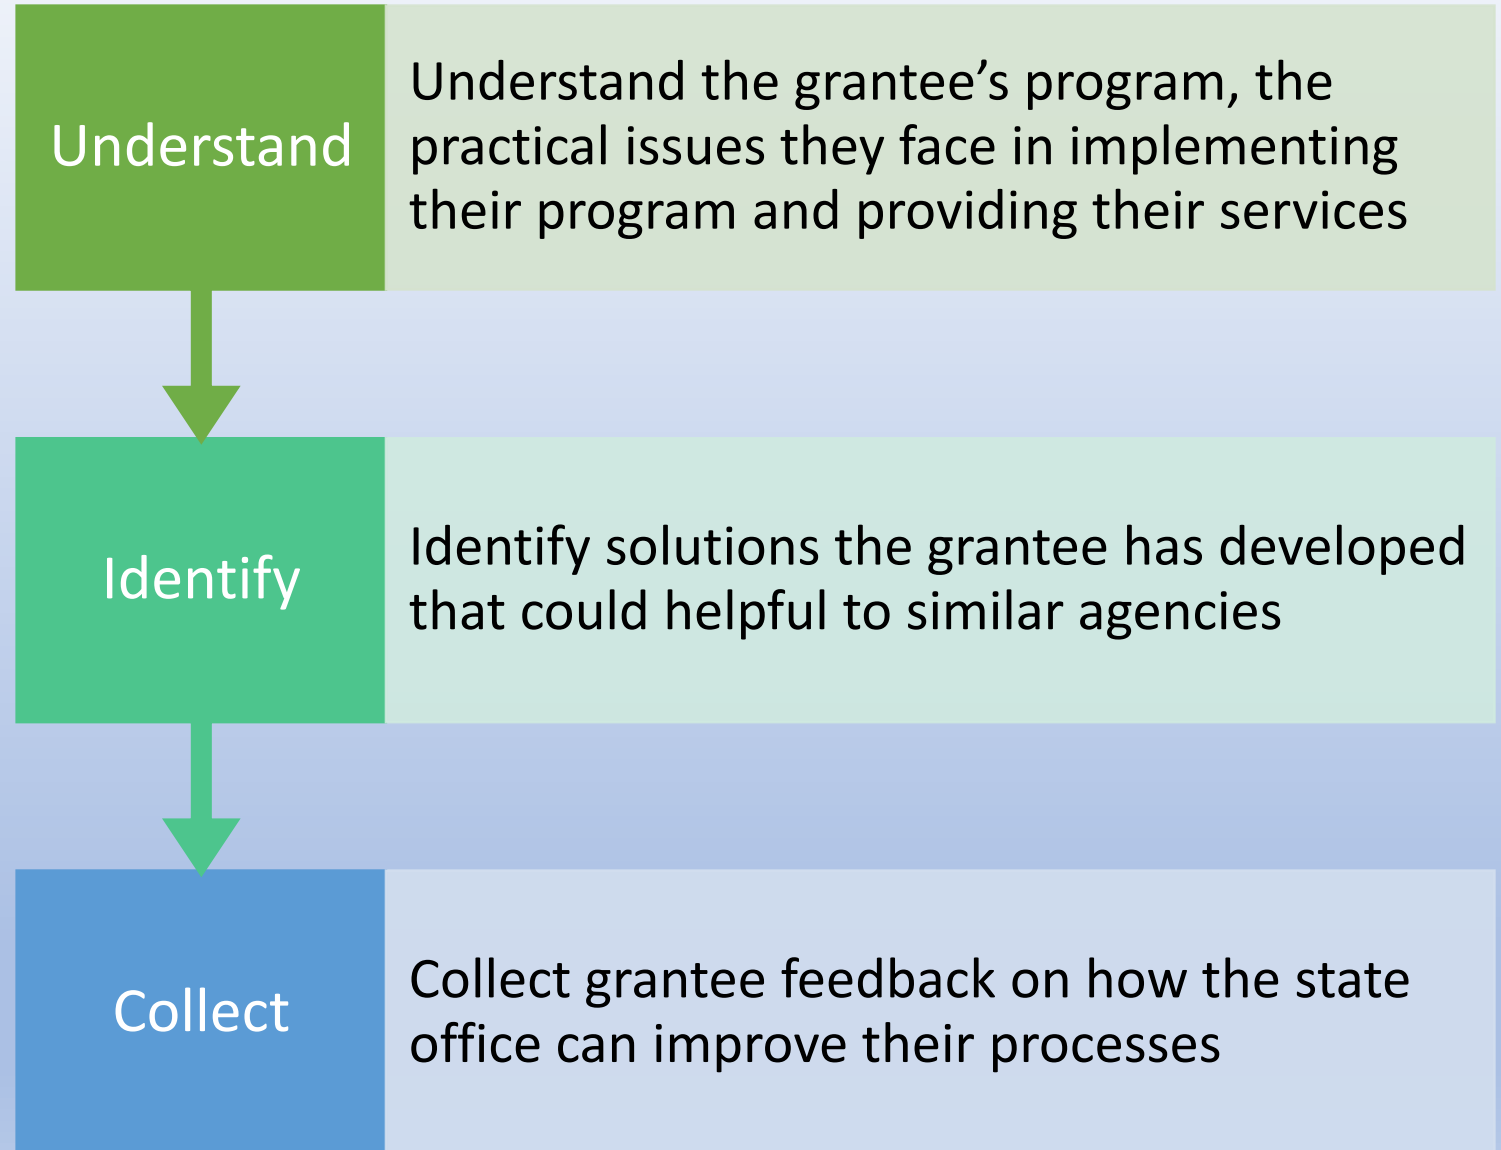 Understand
Understand the grantee’s program, the
practical issues they face in implementing
their program and providing their services
Identify
Identify solutions the grantee has developed
that could helpful to similar agencies
Collect
Collect grantee feedback on how the state
office can improve their processes